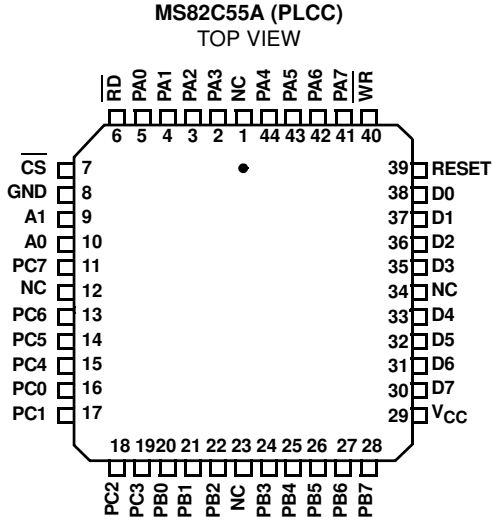 MS82C55A (PLCC)
TOP VIEW
RD PA0 PA1 PA2 PA3 NC PA4 PA5 PA6 PA7 WR
6 5 4 3 2 1 44 43 42 41 40
CS 7 39 RESET
GND 8 38 D0
A1 9 37 D1
A0 10 36 D2
PC7 11 35 D3
NC 12 34 NC
PC6 13 33 D4
PC5 14 32 D5
PC4 15 31 D6
PC0 16 30 D7
PC1 17 29 VCC
18 19 20 21 22 23 24 25 26 27 28
PC2 PC3 PB0 PB1 PB2 NC PB3 PB4 PB5 PB6 PB7